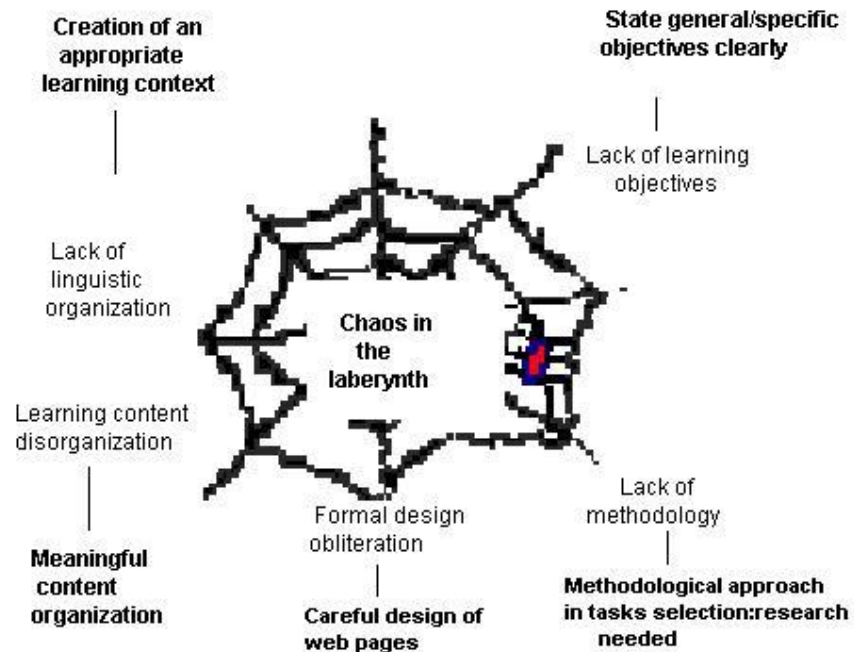 Creation of an
appropriate
learning context
State general/specific
objectives clearly
Lack of learning
objectives
Lack of
linguistic
organization
Chaos in
the
laberynth
Learning content
disorganization
Lack of
methodology
Formal design
obliteration
Meaningful
content
organization
Careful design of
web pages
Methodological approach
in tasks selection:research
needed